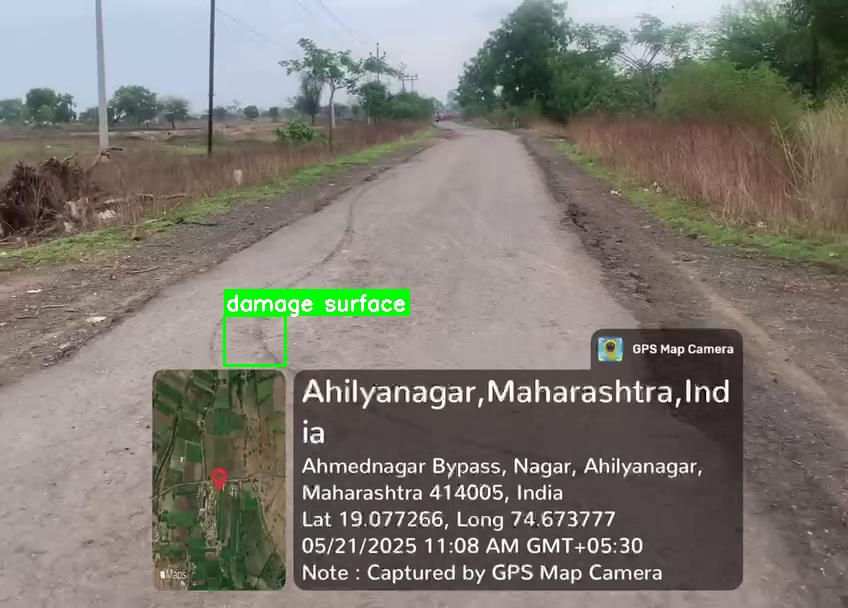 damage surface
GPS Map Camera
Ahilyanagar,Maharashtra,Ind
ia
Ahmednagar Bypass, Nagar, Ahilyanagar,
Maharashtra 414005, India
Lat 19.077266, Long 74.673777
05/21/2025 11:08 AM GMT+05:30
Note : Captured by GPS Map Camera
Maps